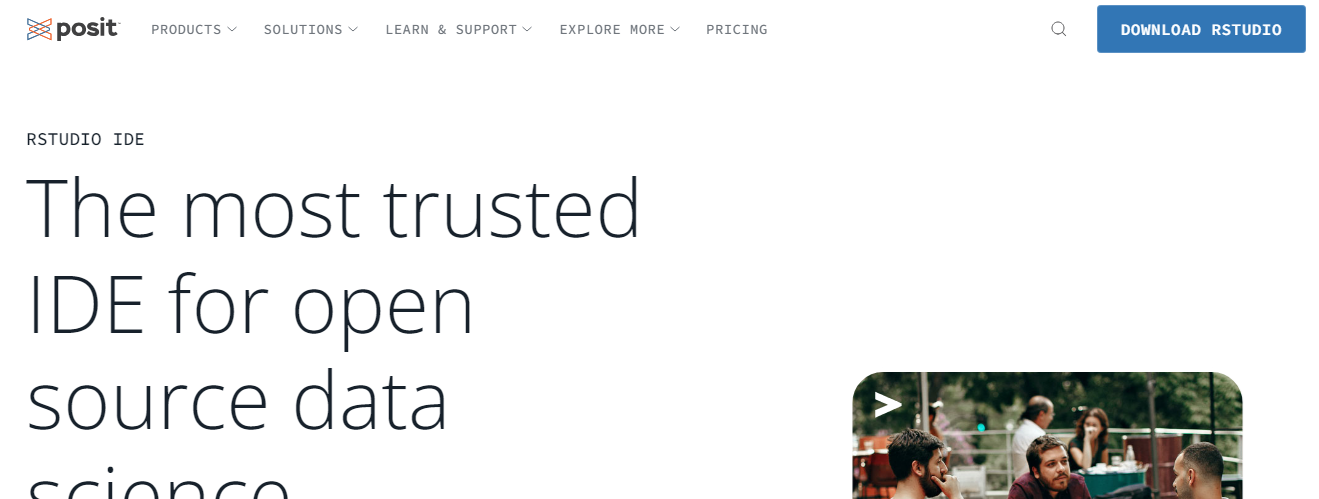 posit
PRODUCTS SOLUTIONS LEARN & SUPPORT EXPLORE MORE PRICING
DOWNLOAD RSTUDIO
RSTUDIO IDE
The most trusted
IDE for open
source data
science